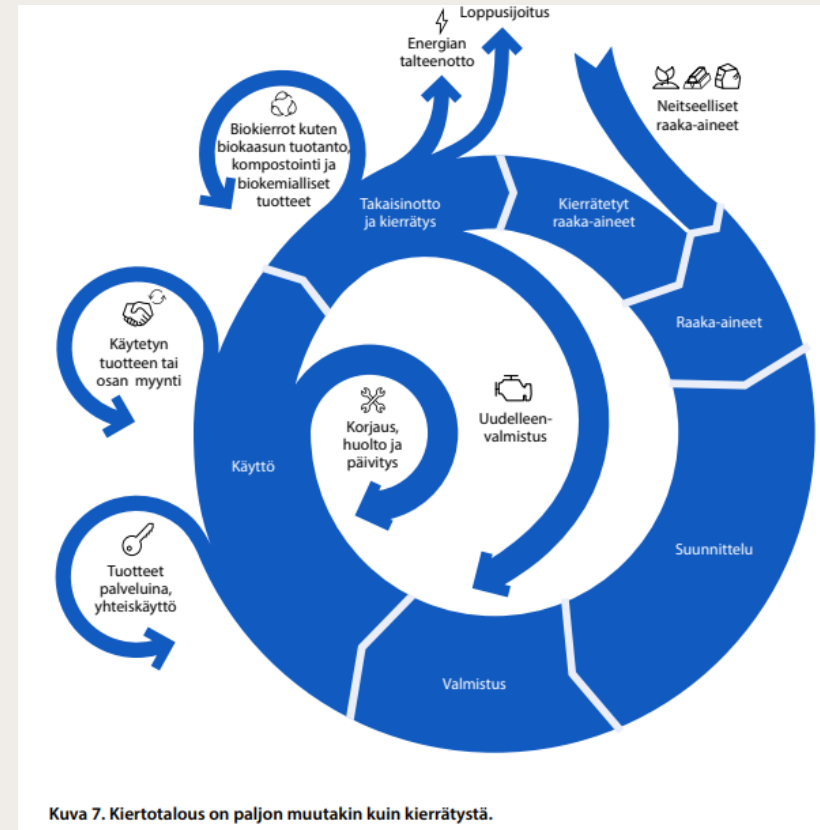 Loppusijoitus
Energian
talteenotto
Neitseelliset
raaka-aineet
Biokierrot kuten
biokaasun tuotanto,
kompostointi ja
biokemialliset
tuotteet
Takaisinotto
ja kierrätys
Kierrätetyt
raaka-aineet
Raaka-aineet
Käytetyn
tuotteen tai
osan myynti
Korjaus,
huolto ja
päivitys
Uudelleen-
valmistus
Käyttö
Suunnittelu
Tuotteet
palveluina,
yhteiskäyttö
Valmistus
Kuva 7. Kiertotalous on paljon muutakin kuin kierrätystä.